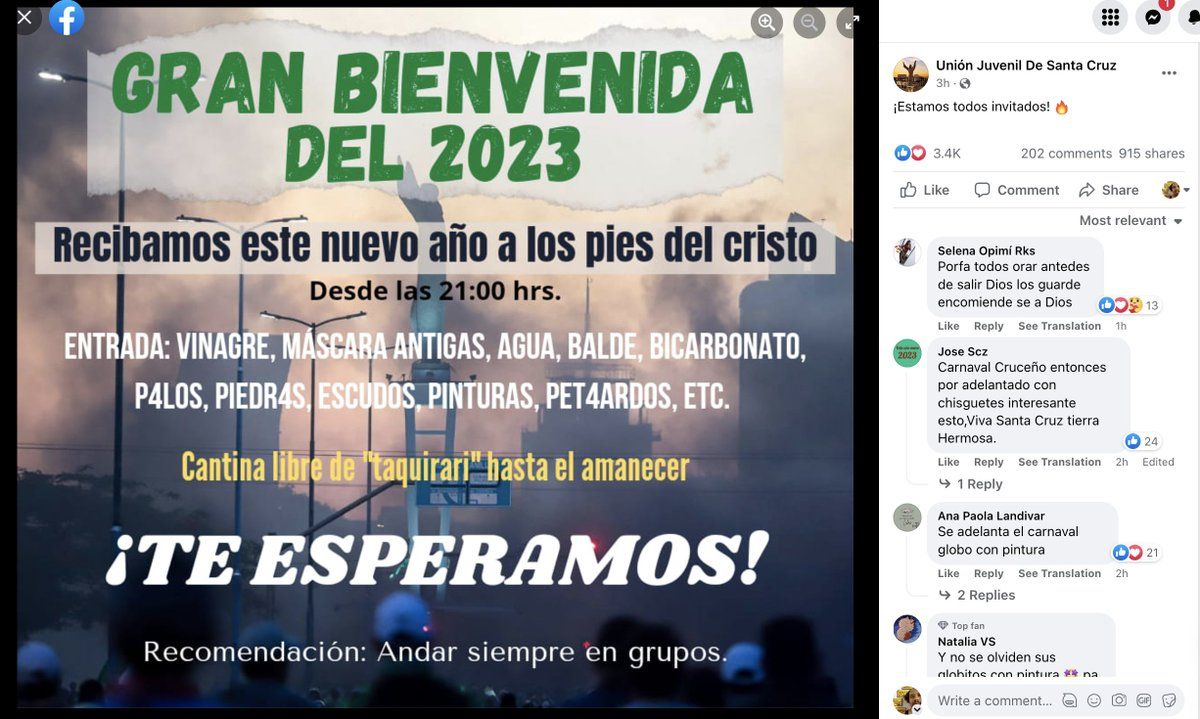 GRAN BIENVENIDA
DEL 2023
Recibamos este nuevo año a los pies del cristo
Desde las 21:00 hrs.
ENTRADA: VINAGRE, MÁSCARA ANTIGAS, AGUA, BALDE, BICARBONATO,
P4LOS, PIEDR4S, ESCUDOS, PINTURAS, PET4ARDOS, ETC.
Cantina libre de "taquirari" hasta el amanecer
¡TE ESPERAMOS!
Recomendación: Andar siempre en grupos.
1
Unión Juvenil De Santa Cruz
3h ·
¡Estamos todos invitados! 🔥
3.4K 202 comments 915 shares
Like Comment Share
Most relevant
Selena Opimí Rks
Porfa todos orar antedes
de salir Dios los guarde
encomiende se a Dios
13
Like Reply See Translation 1h
2023
Jose Scz
Carnaval Cruceño entonces
por adelantado con
chisguetes interesante
esto,Viva Santa Cruz tierra
Hermosa.
24
Like Reply See Translation 2h Edited
1 Reply
Ana Paola Landivar
Se adelanta el carnaval
globo con pintura
21
Like Reply See Translation 2h
2 Replies
Top fan
Natalia VS
Y no se olviden sus
globitos con pintura pa
Write a comment...
GIF